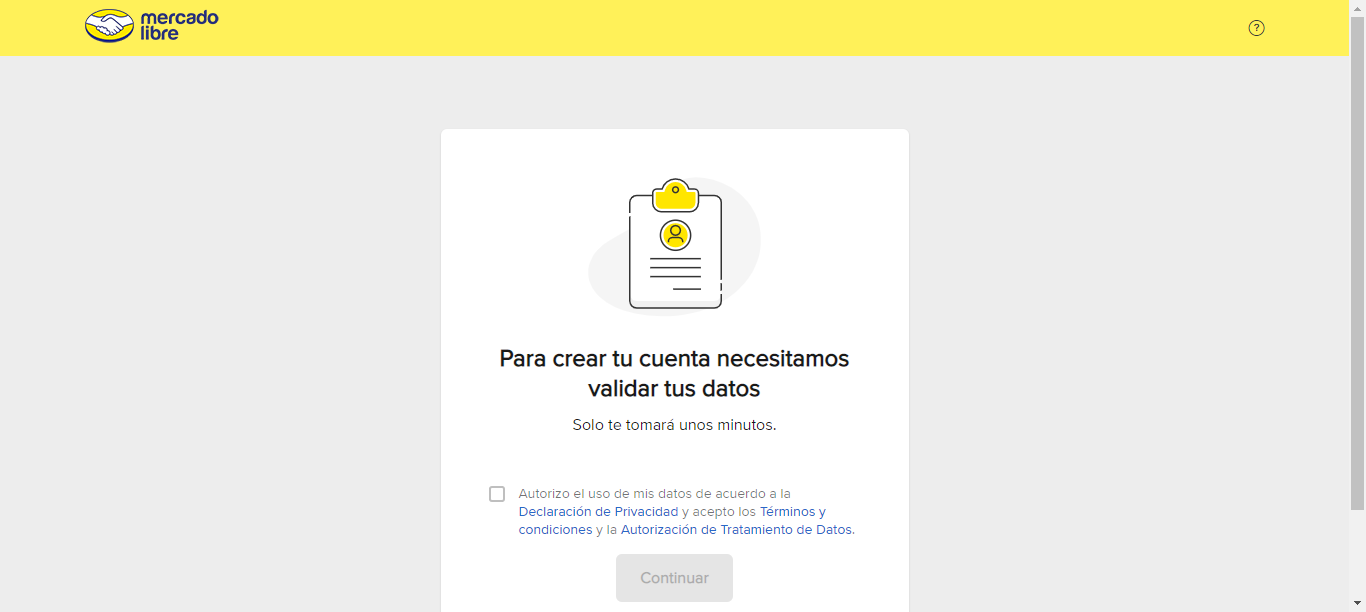 mercado
libre
?
Para crear tu cuenta necesitamos
validar tus datos
Solo te tomará unos minutos.
Autorizo el uso de mis datos de acuerdo a la
Declaración de Privacidad y acepto los Términos y
condiciones y la Autorización de Tratamiento de Datos.
Continuar